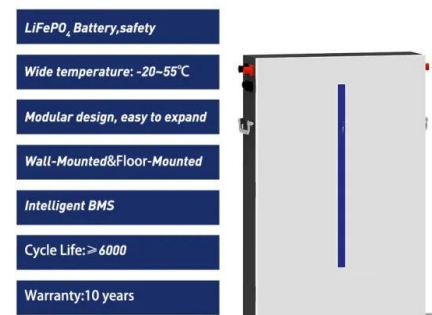 LiFePO₄ Battery,safety
Wide temperature: -20~55℃
Modular design, easy to expand
Wall-Mounted&Floor-Mounted
Intelligent BMS
Cycle Life:≥6000
Warranty:10 years